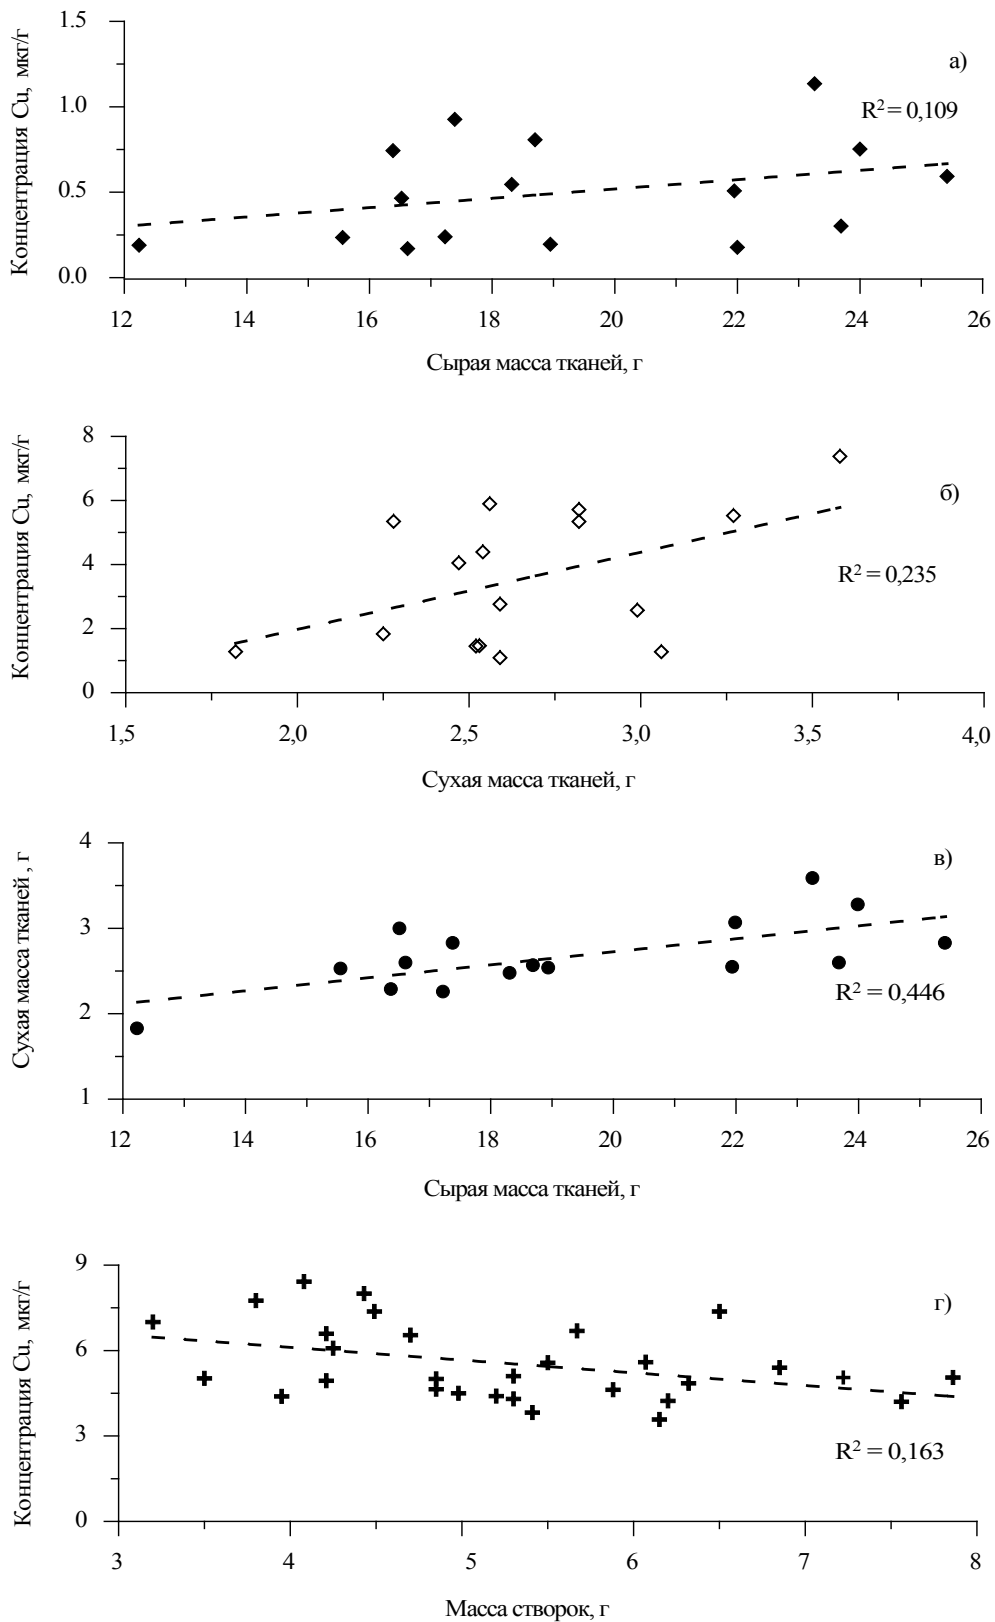 Концентрация Cu, мкг/г
1.5
1.0
0.5
0.0
а)
R² = 0,109
12 14 16 18 20 22 24 26
Сырая масса тканей, г
Концентрация Cu, мкг/г
8
6
4
2
0
б)
R² = 0,235
1,5 2,0 2,5 3,0 3,5 4,0
Сухая масса тканей, г
Сухая масса тканей , г
4
3
2
1
в)
R² = 0,446
12 14 16 18 20 22 24 26
Сырая масса тканей, г
Концентрация Cu, мкг/г
9
6
3
0
г)
R² = 0,163
3 4 5 6 7 8
Масса створок, г